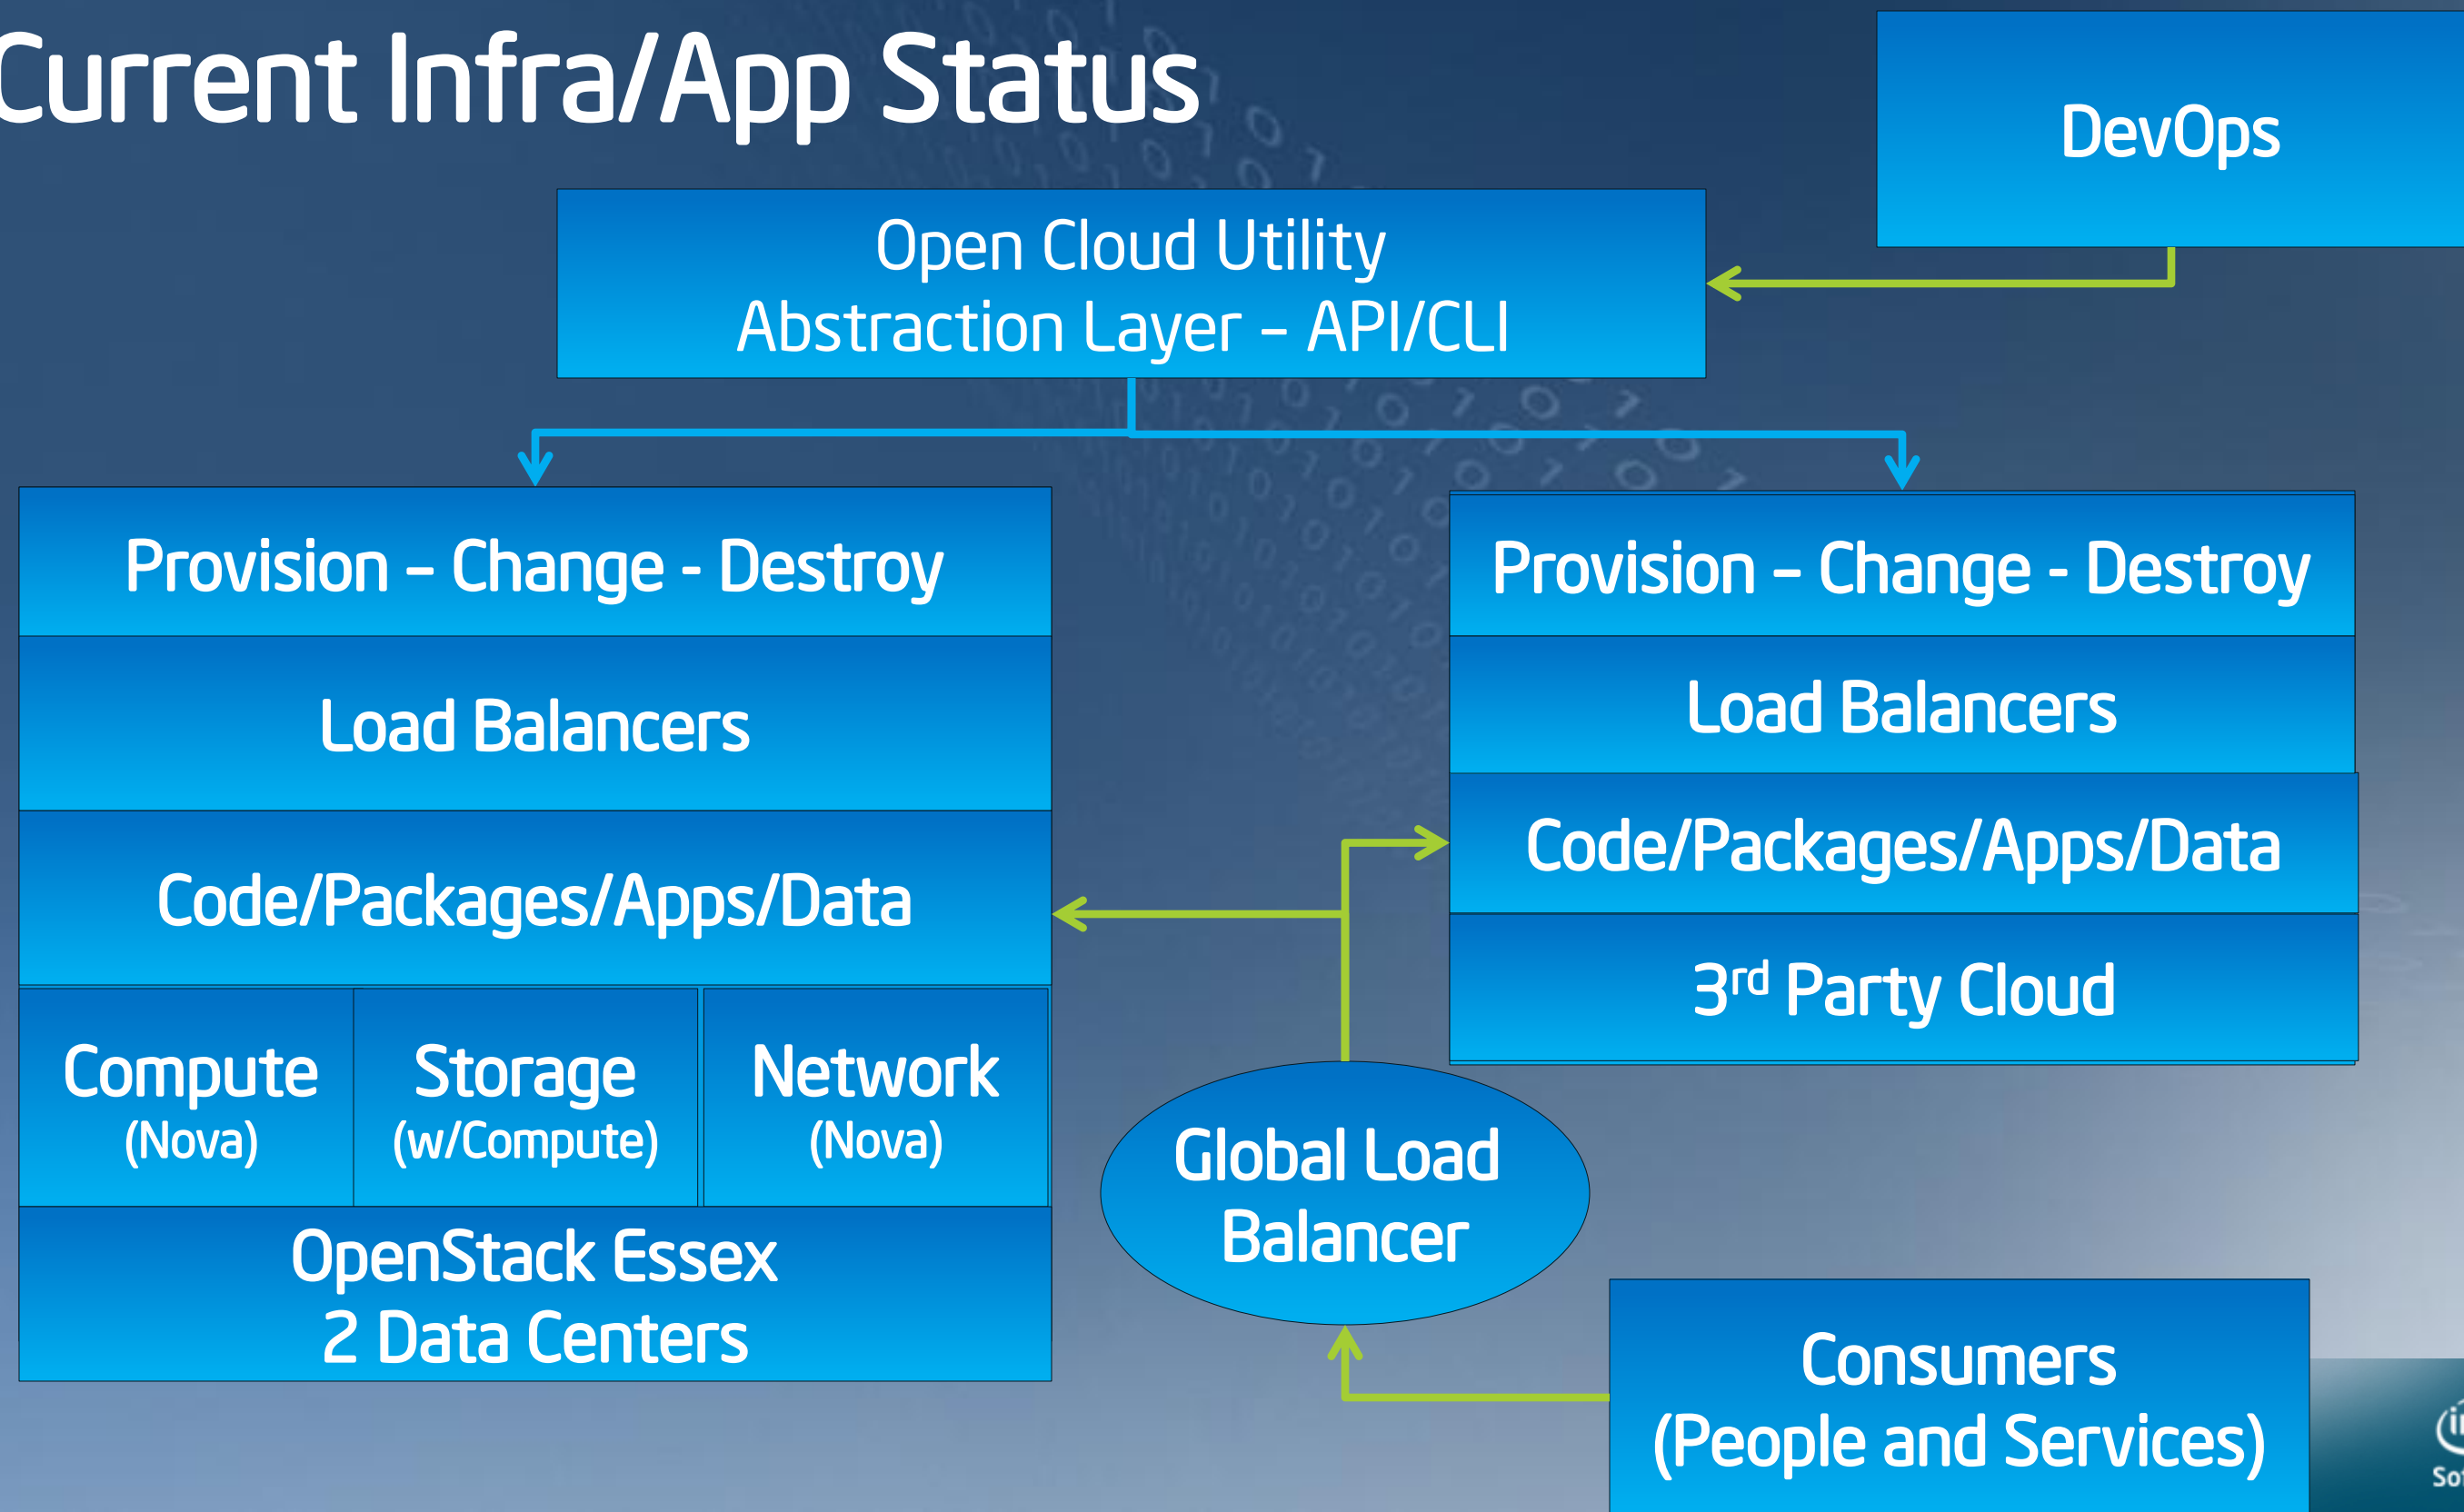 Current Infra/App Status
DevOps
Open Cloud Utility
Abstraction Layer – API/CLI
Provision – Change - Destroy
Load Balancers
Code/Packages/Apps/Data
Compute
(Nova)
Storage
(w/Compute)
Network
(Nova)
OpenStack Essex
2 Data Centers
Provision – Change - Destroy
Load Balancers
Code/Packages/Apps/Data
3rd Party Cloud
Global Load
Balancer
Consumers
(People and Services)